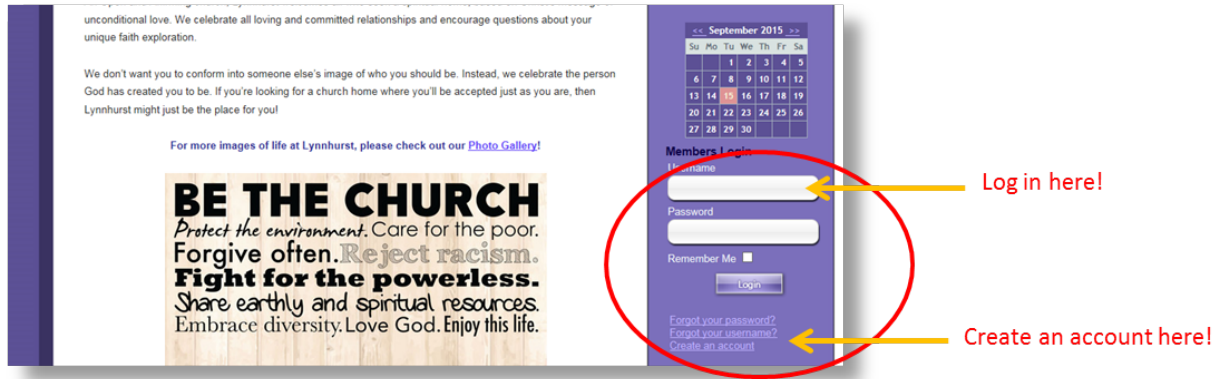 unconditional love. We celebrate all loving and committed relationships and encourage questions about your
unique faith exploration.
We don't want you to conform into someone else's image of who you should be. Instead, we celebrate the person
God has created you to be. If you're looking for a church home where you'll be accepted just as you are, then
Lynnhurst might just be the place for you!
For more images of life at Lynnhurst, please check out our Photo Gallery!
BE THE CHURCH
Protect the environment. Care for the poor.
Forgive often. Reject racism.
Fight for the powerless.
Share earthly and spiritual resources.
Embrace diversity. Love God. Enjoy this life.
<< September 2015 >>
Su Mo Tu We Th Fr Sa
1 2 3 4 5
6 7 8 9 10 11 12
13 14 15 16 17 18 19
20 21 22 23 24 25 26
27 28 29 30
Members Login
Username
Password
Remember Me
Login
Forgot your password?
Forgot your username?
Create an account
Log in here!
Create an account here!